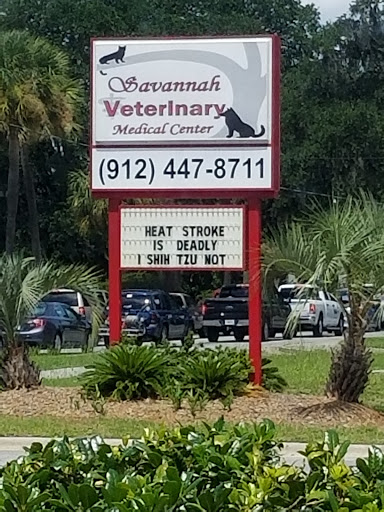 Savannah
VeterInary
Medical Center
(912) 447-8711
HEAT STROKE
IS DEADLY
I SHIH TZU NOT